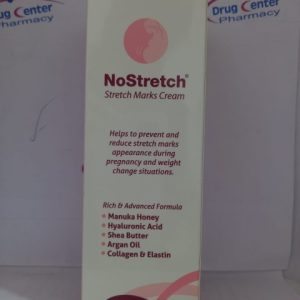 Drug Center
Pharmacy
Drug Center
Pharmacy
NoStretch®
Stretch Marks Cream
Helps to prevent and
reduce stretch marks
appearance during
pregnancy and weight
change situations.
Rich & Advanced Formula
Manuka Honey
Hyaluronic Acid
Shea Butter
Argan Oil
Collagen & Elastin